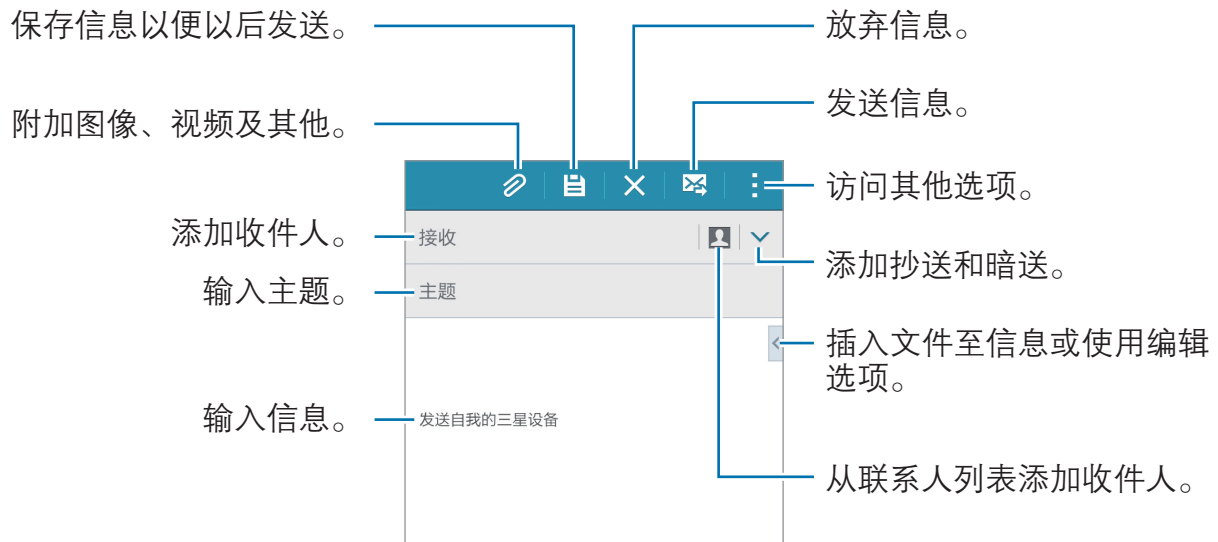 保存信息以便以后发送。
放弃信息。
附加图像、视频及其他。
发送信息。
访问其他选项。
添加收件人。
接收
添加抄送和暗送。
输入主题。
主题
插入文件至信息或使用编辑
选项。
输入信息。
发送自我的三星设备
从联系人列表添加收件人。